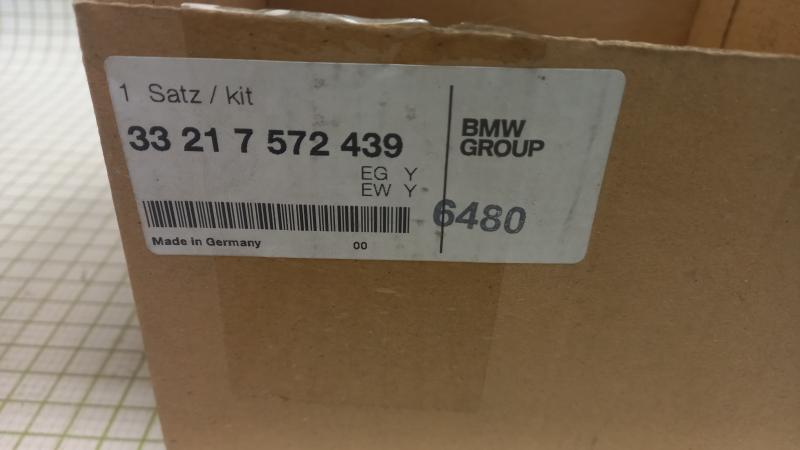 1 Satz / kit
33 21 7 572 439
EG Y
EW Y
Made in Germany 00
BMW
GROUP
6480